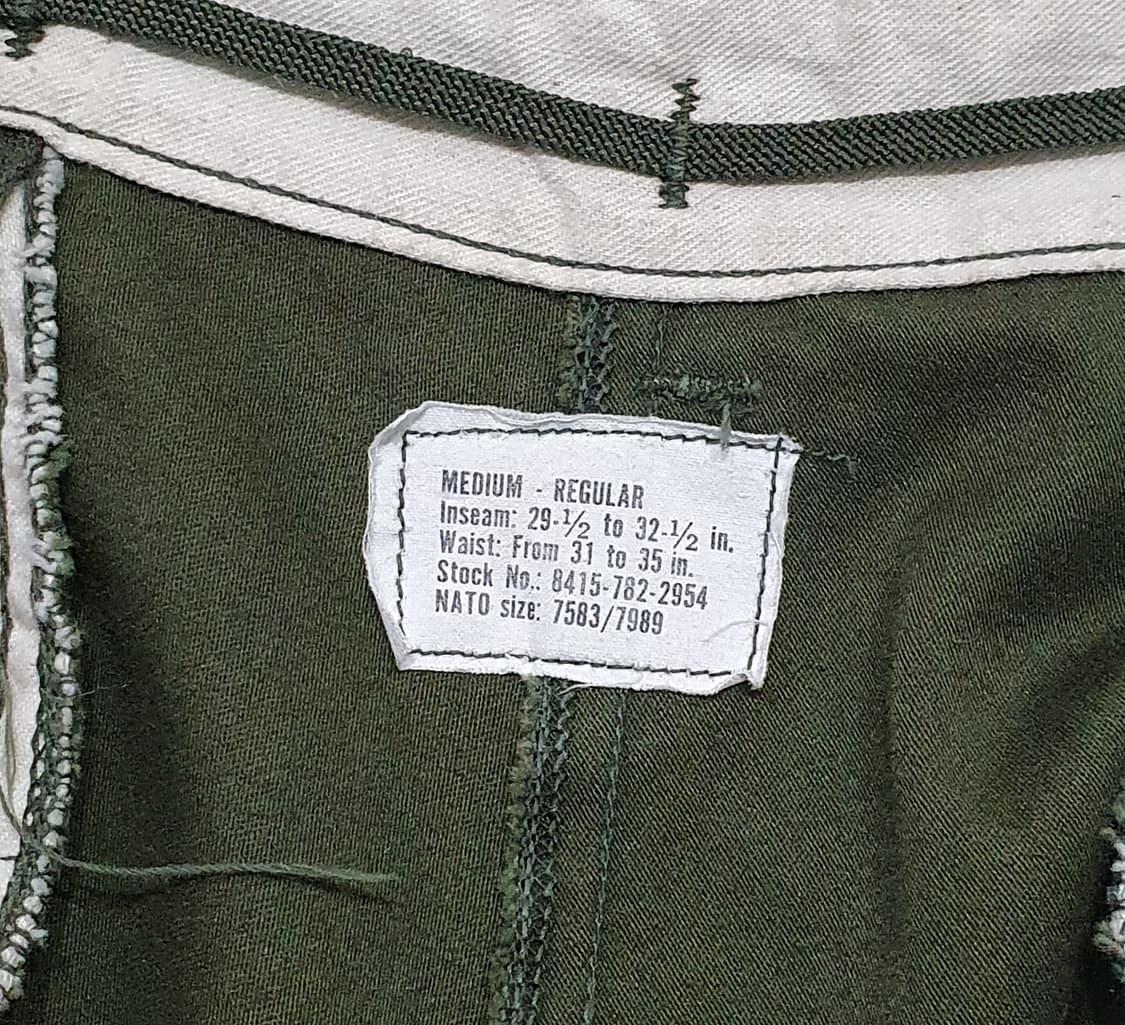 MEDIUM - REGULAR
Inseam: 29-1/2 to 32-1/2 in.
Waist: From 31 to 35 in.
Stock No.: 8415-782-2954
NATO size: 7583/7989